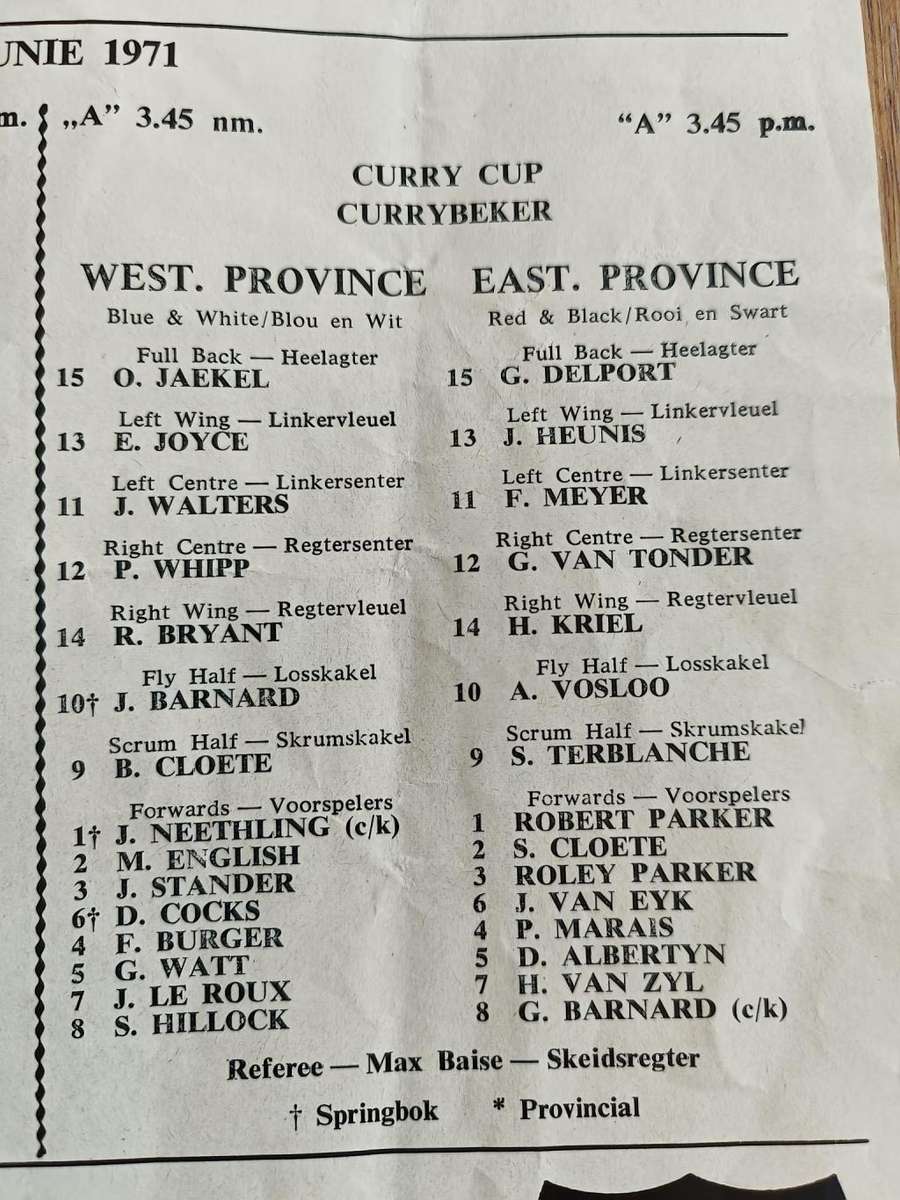 UNIE 1971
m.
„A” 3.45 nm. “A” 3.45 p.m.
CURRY CUP
CURRYBEKER
WEST. PROVINCE
Blue & White/Blou en Wit
Full Back — Heelagter
15 O. JAEKEL
Left Wing — Linkervleuel
13 E. JOYCE
Left Centre — Linkersenter
11 J. WALTERS
Right Centre — Regtersenter
12 P. WHIPP
Right Wing — Regtervleuel
14 R. BRYANT
Fly Half — Losskakel
10† J. BARNARD
Scrum Half — Skrumskakel
9 B. CLOETE
Forwards — Voorspelers
1† J. NEETHLING (c/k)
2 M. ENGLISH
3 J. STANDER
6† D. COCKS
4 F. BURGER
5 G. WATT
7 J. LE ROUX
8 S. HILLOCK
EAST. PROVINCE
Red & Black/Rooi en Swart
Full Back — Heelagter
15 G. DELPORT
Left Wing — Linkervleuel
13 J. HEUNIS
Left Centre — Linkersenter
11 F. MEYER
Right Centre — Regtersenter
12 G. VAN TONDER
Right Wing — Regtervleuel
14 H. KRIEL
Fly Half — Losskakel
10 A. VOSLOO
Scrum Half — Skrumskakel
9 S. TERBLANCHE
Forwards — Voorspelers
1 ROBERT PARKER
2 S. CLOETE
3 ROLEY PARKER
6 J. VAN EYK
4 P. MARAIS
5 D. ALBERTYN
7 H. VAN ZYL
8 G. BARNARD (c/k)
Referee — Max Baise — Skeidsregter
† Springbok * Provincial